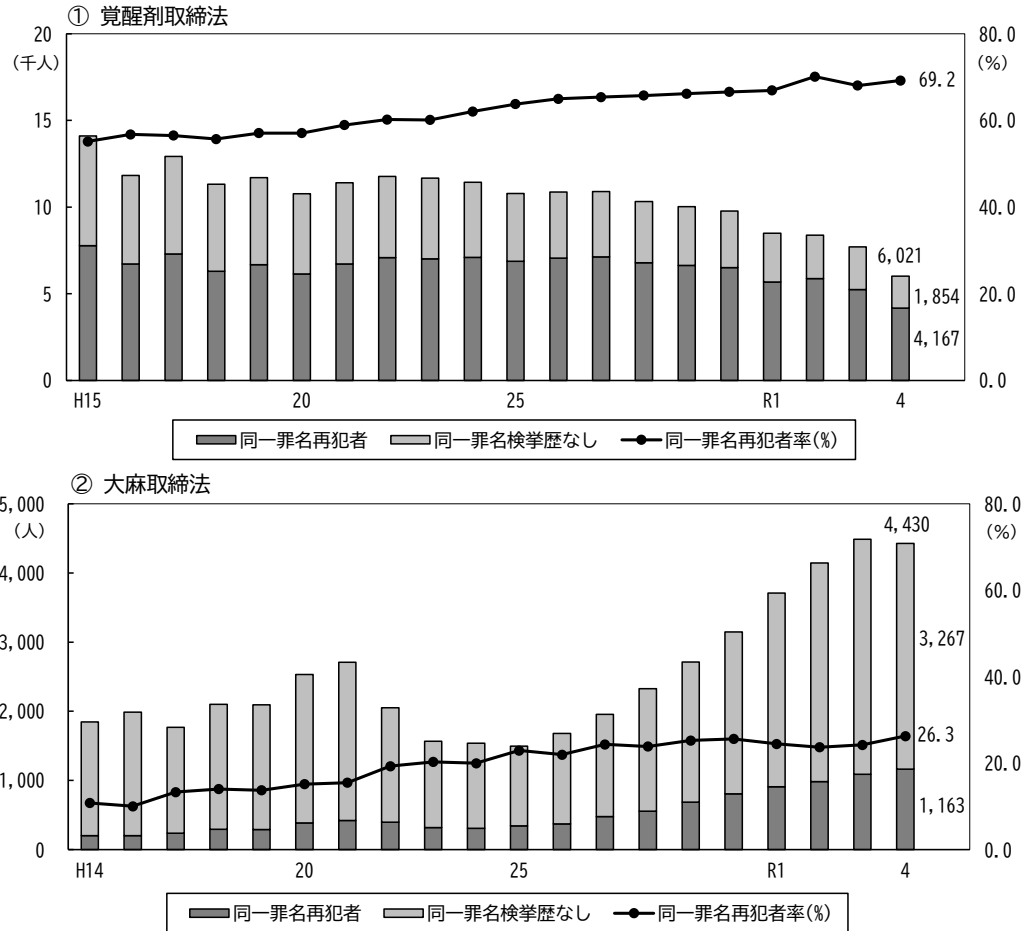 ① 覚醒剤取締法
20
(千人)
15
10
5
0
80.0
(%)
60.0
40.0
20.0
0.0
69.2
6,021
1,854
4,167
H15
20
25
R1
4
同一罪名再犯者
同一罪名検挙歴なし
同一罪名再犯者率(%)
② 大麻取締法
5,000
(人)
4,000
3,000
2,000
1,000
0
80.0
(%)
60.0
40.0
20.0
0.0
4,430
3,267
26.3
1,163
H14
20
25
R1
4
同一罪名再犯者
同一罪名検挙歴なし
同一罪名再犯者率(%)